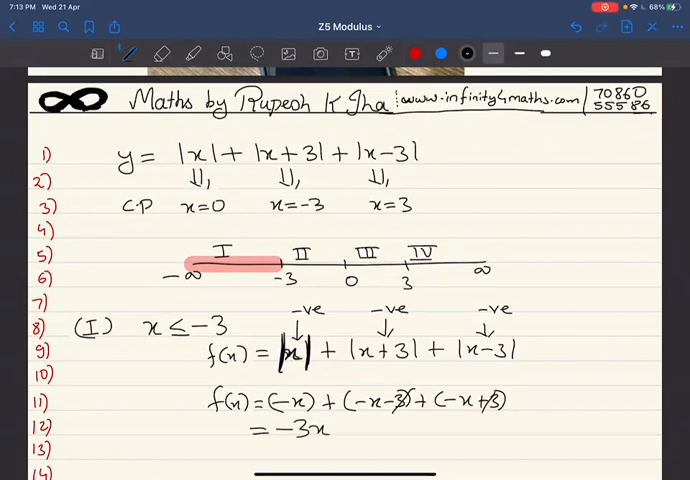 7:13 PM Wed 21 Apr
68%
Z5 Modulus
Maths by Rupesh K Jha www.infinity4maths.com 70860 55586
1) y = |x| + |x+3| + |x-3|
2) ⇓, ⇓, ⇓,
3) C.P x=0 x=-3 x=3
4)
5) I II III IV
6) -∞ -3 0 3 ∞
7) -ve -ve -ve
8) (I) x ≤ -3
9) f(x) = |x| + |x+3| + |x-3|
10)
11) f(x) = (-x) + (-x-3) + (-x+3)
12) = -3x
13)
14)